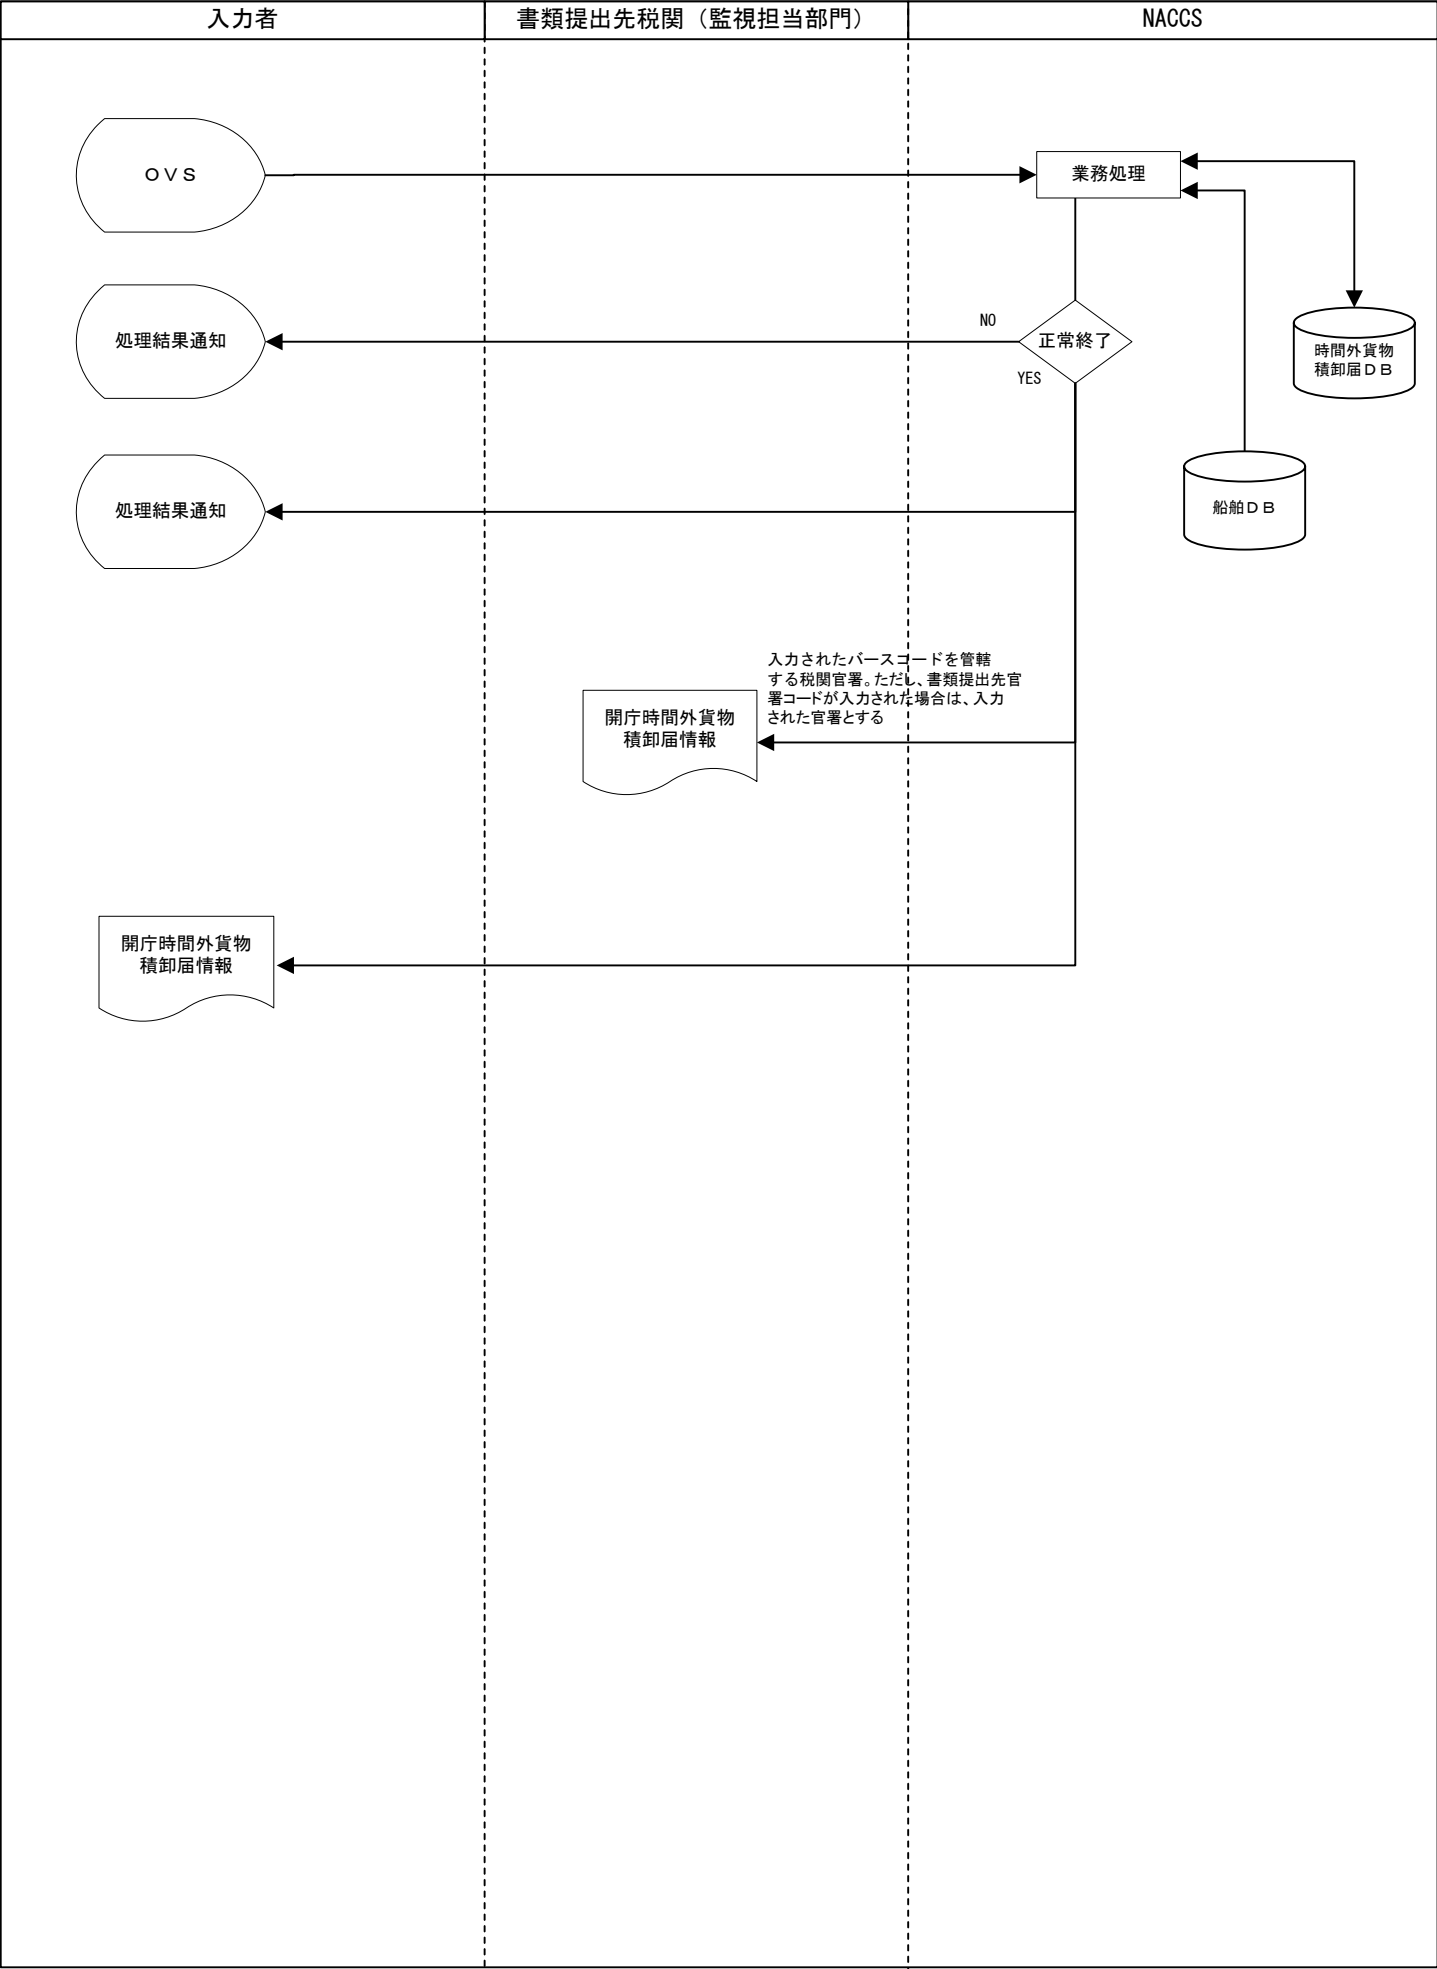 入力者
書類提出先税関（監視担当部門）
NACCS
ＯＶＳ
業務処理
処理結果通知
NO
正常終了
YES
時間外貨物
積卸届ＤＢ
処理結果通知
船舶ＤＢ
入力されたバースコードを管轄
する税関官署。ただし、書類提出先官
署コードが入力された場合は、入力
された官署とする
開庁時間外貨物
積卸届情報
開庁時間外貨物
積卸届情報